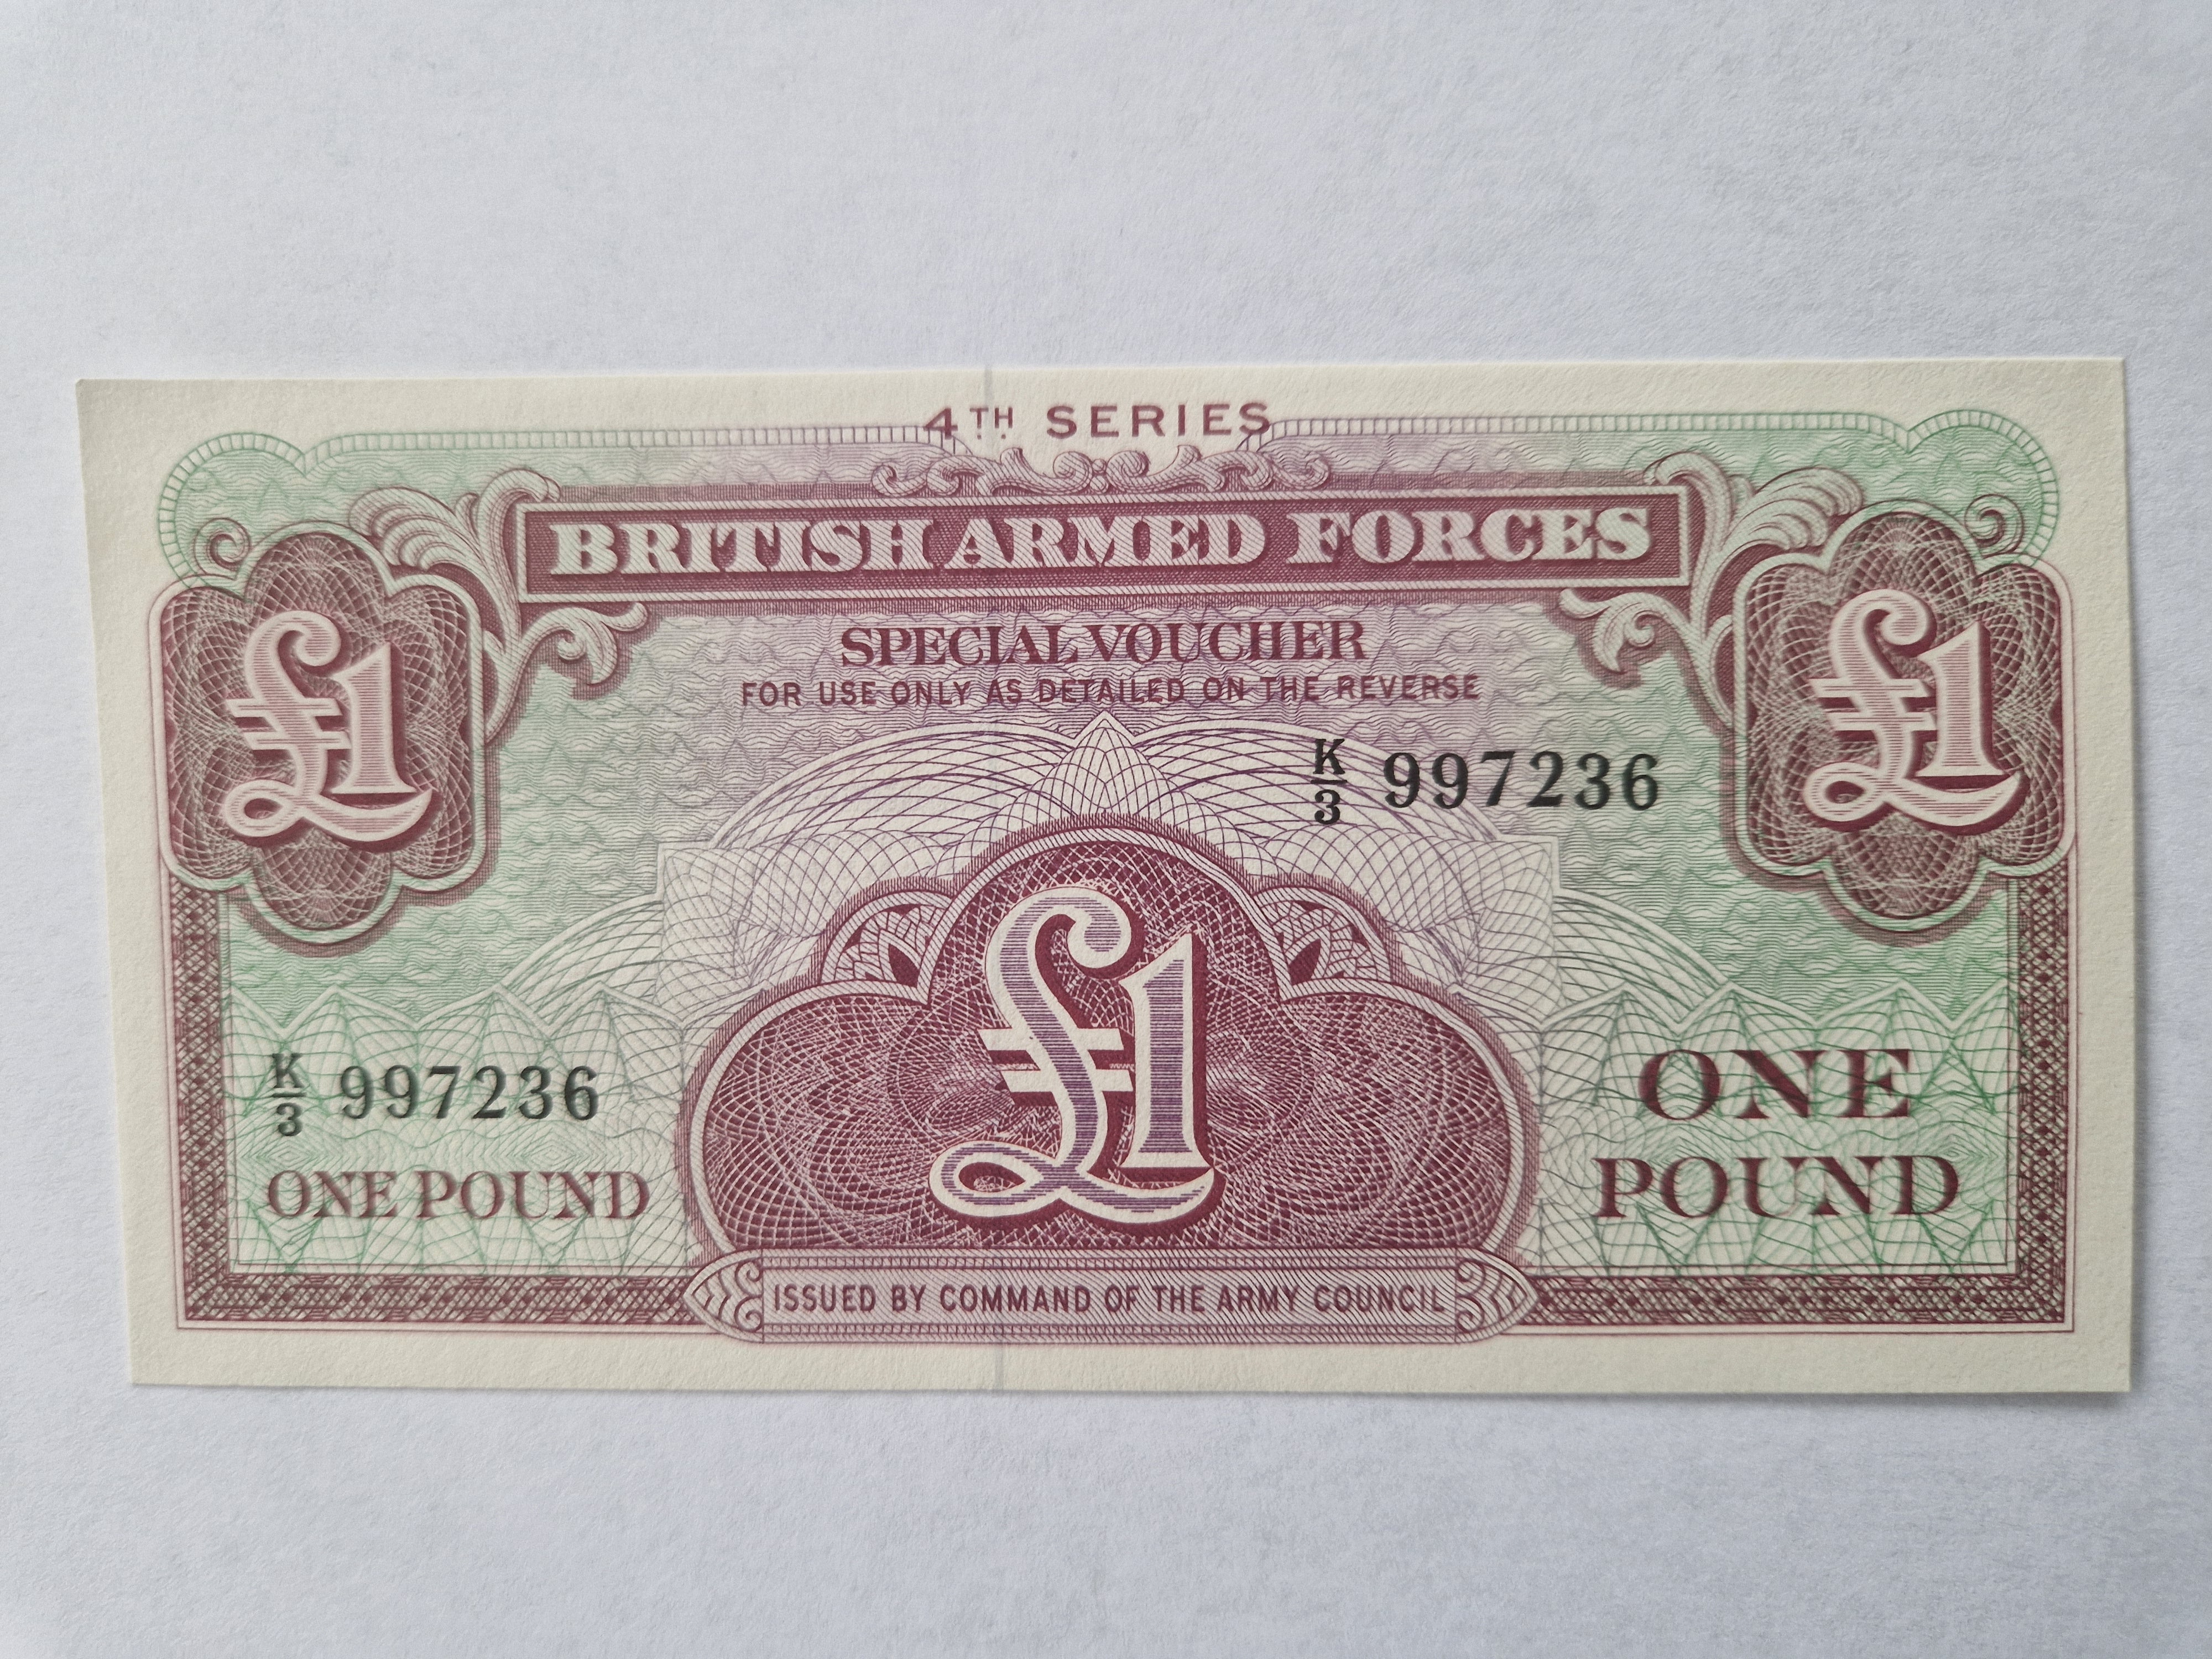 4TH SERIES
BRITISH ARMED FORCES
SPECIAL VOUCHER
FOR USE ONLY AS DETAILED ON THE REVERSE
£1
£1
K/3 997236
£1
K/3 997236
ONE POUND
ONE
POUND
ISSUED BY COMMAND OF THE ARMY COUNCIL